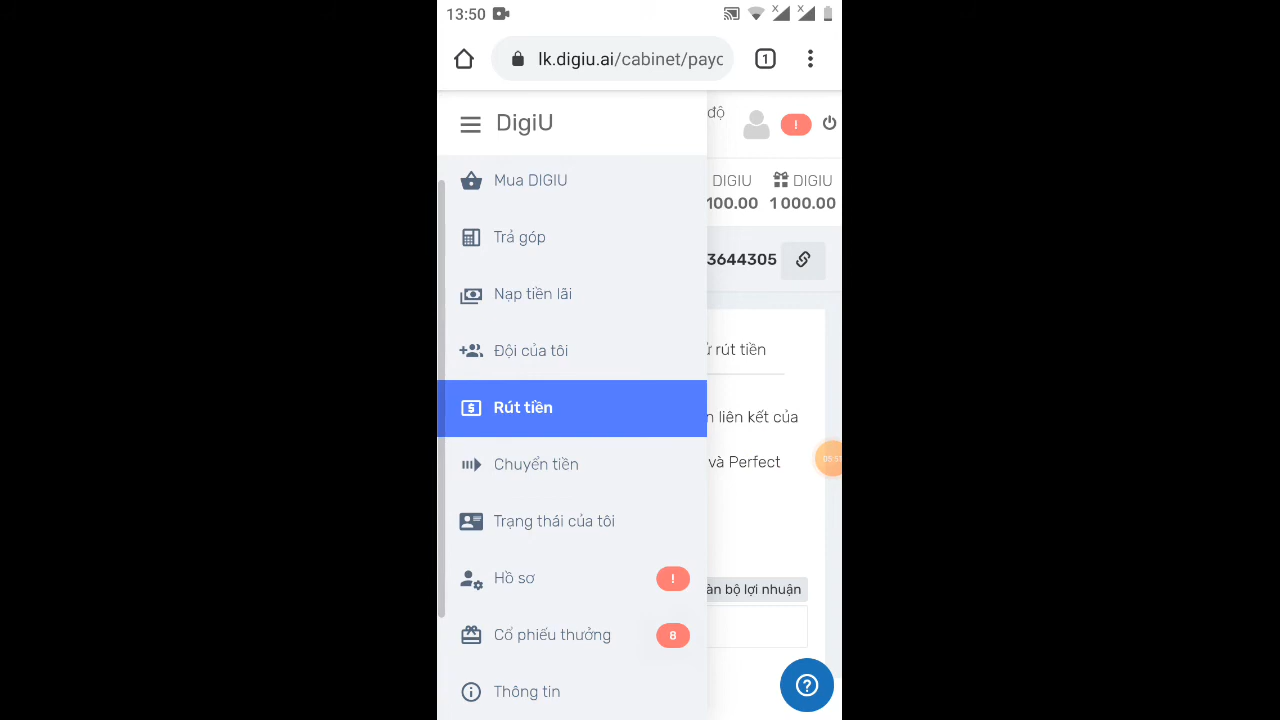 13:50
lk.digiu.ai/cabinet/payc
1
DigiU
độ
!
Mua DIGIU
DIGIU
DIGIU
100.00
1 000.00
Trả góp
3644305
Nạp tiền lãi
Đội của tôi
rút tiền
Rút tiền
liên kết của
Chuyển tiền
và Perfect
Trạng thái của tôi
Hồ sơ
!
bộ lợi nhuận
Cổ phiếu thưởng
8
Thông tin